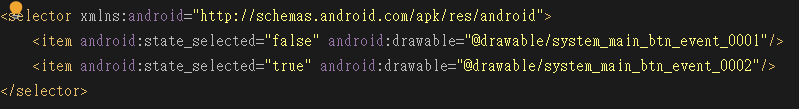 <selector xmlns:android="http://schemas.android.com/apk/res/android">
    <item android:state_selected="false" android:drawable="@drawable/system_main_btn_event_0001"/>
    <item android:state_selected="true" android:drawable="@drawable/system_main_btn_event_0002"/>
</selector>